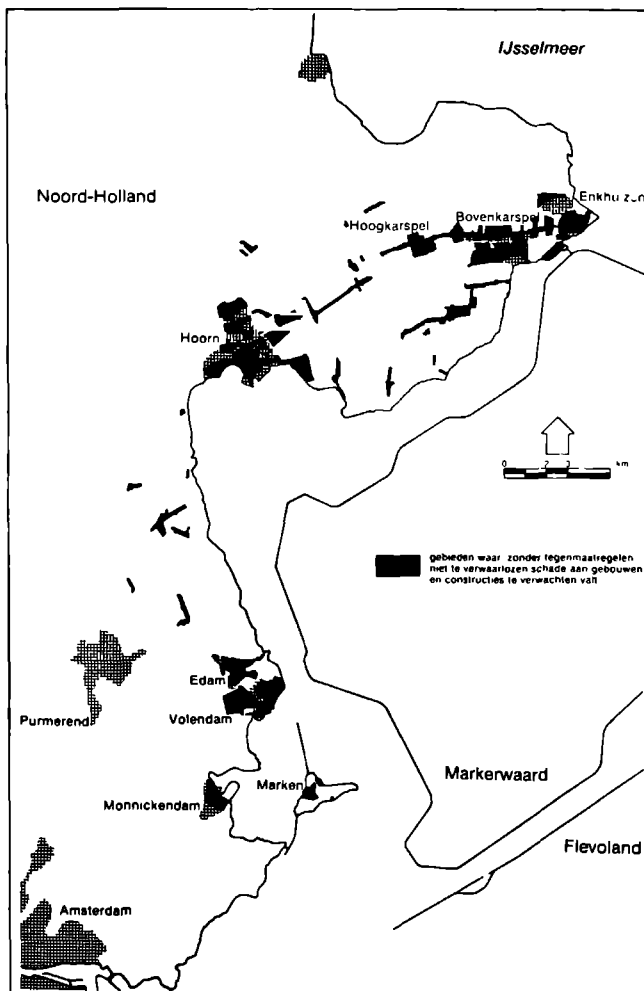 IJsselmeer
Noord-Holland
Enkhuizen
Bovenkarspel
Hoogkarspel
Hoorn
0
km
gebieden waar zonder tegenmaatregelen
niet te verwaarlozen schade aan gebouwen
en constructies te verwachten valt
Edam
Volendam
Purmerend
Markerwaard
Marken
Monnickendam
Flevoland
Amsterdam